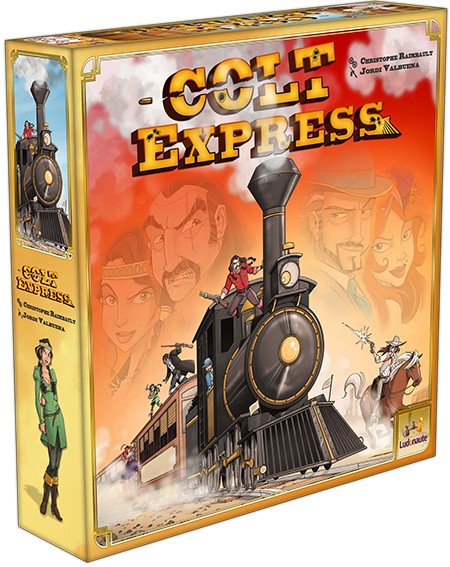 Christophe Raimbault
Jordi Valbuena
COLT
EXPRESS
COLT
EXPRESS
Christophe Raimbault
Jordi Valbuena
Ludonaute